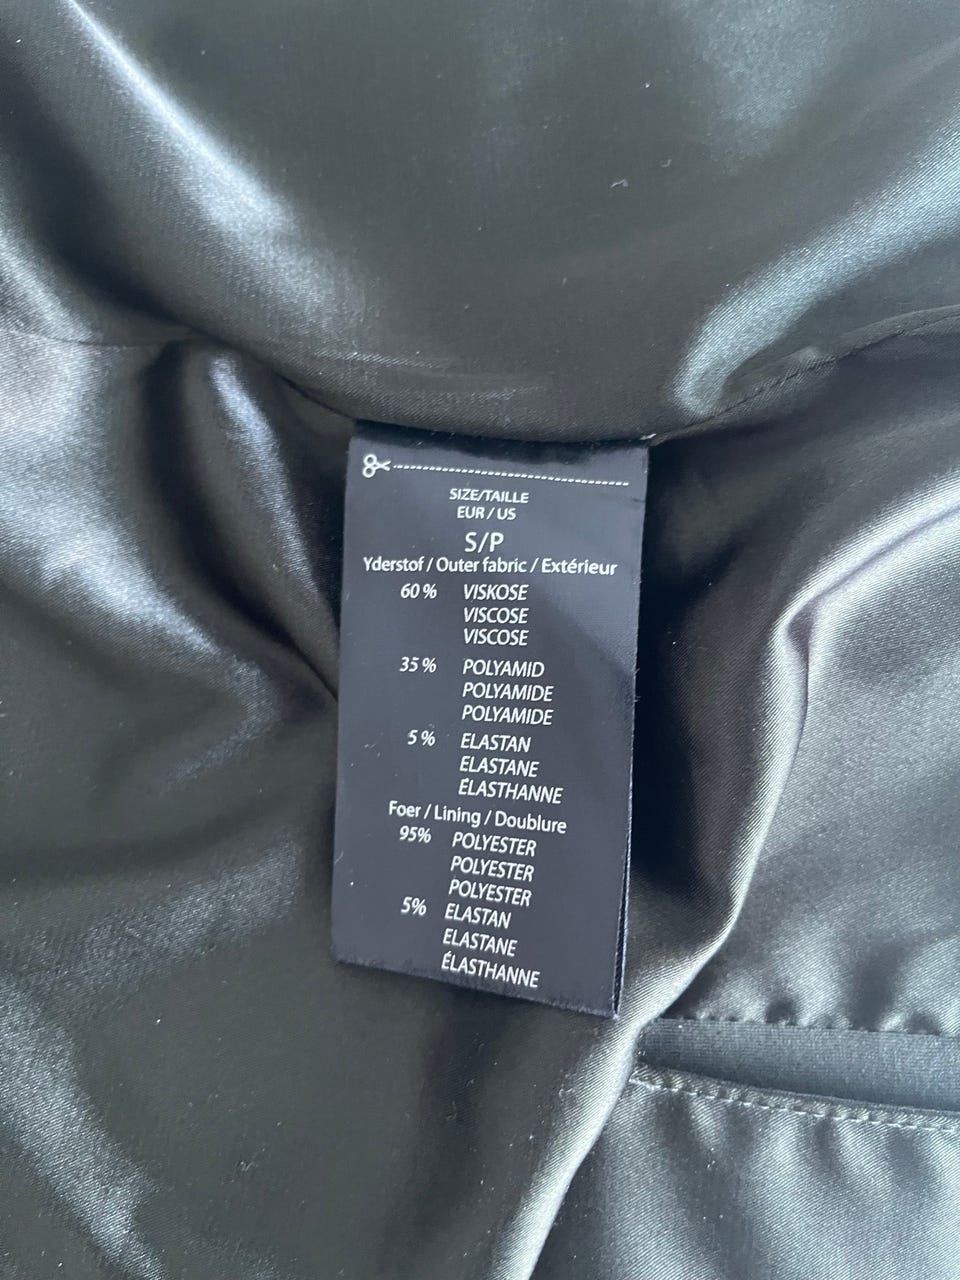 SIZE/TAILLE
EUR / US
S/P
Yderstof / Outer fabric / Extérieur
60 % VISKOSE
VISCOSE
VISCOSE
35 % POLYAMID
POLYAMIDE
POLYAMIDE
5 % ELASTAN
ELASTANE
ÉLASTHANNE
Foer / Lining / Doublure
95% POLYESTER
POLYESTER
POLYESTER
5% ELASTAN
ELASTANE
ÉLASTHANNE